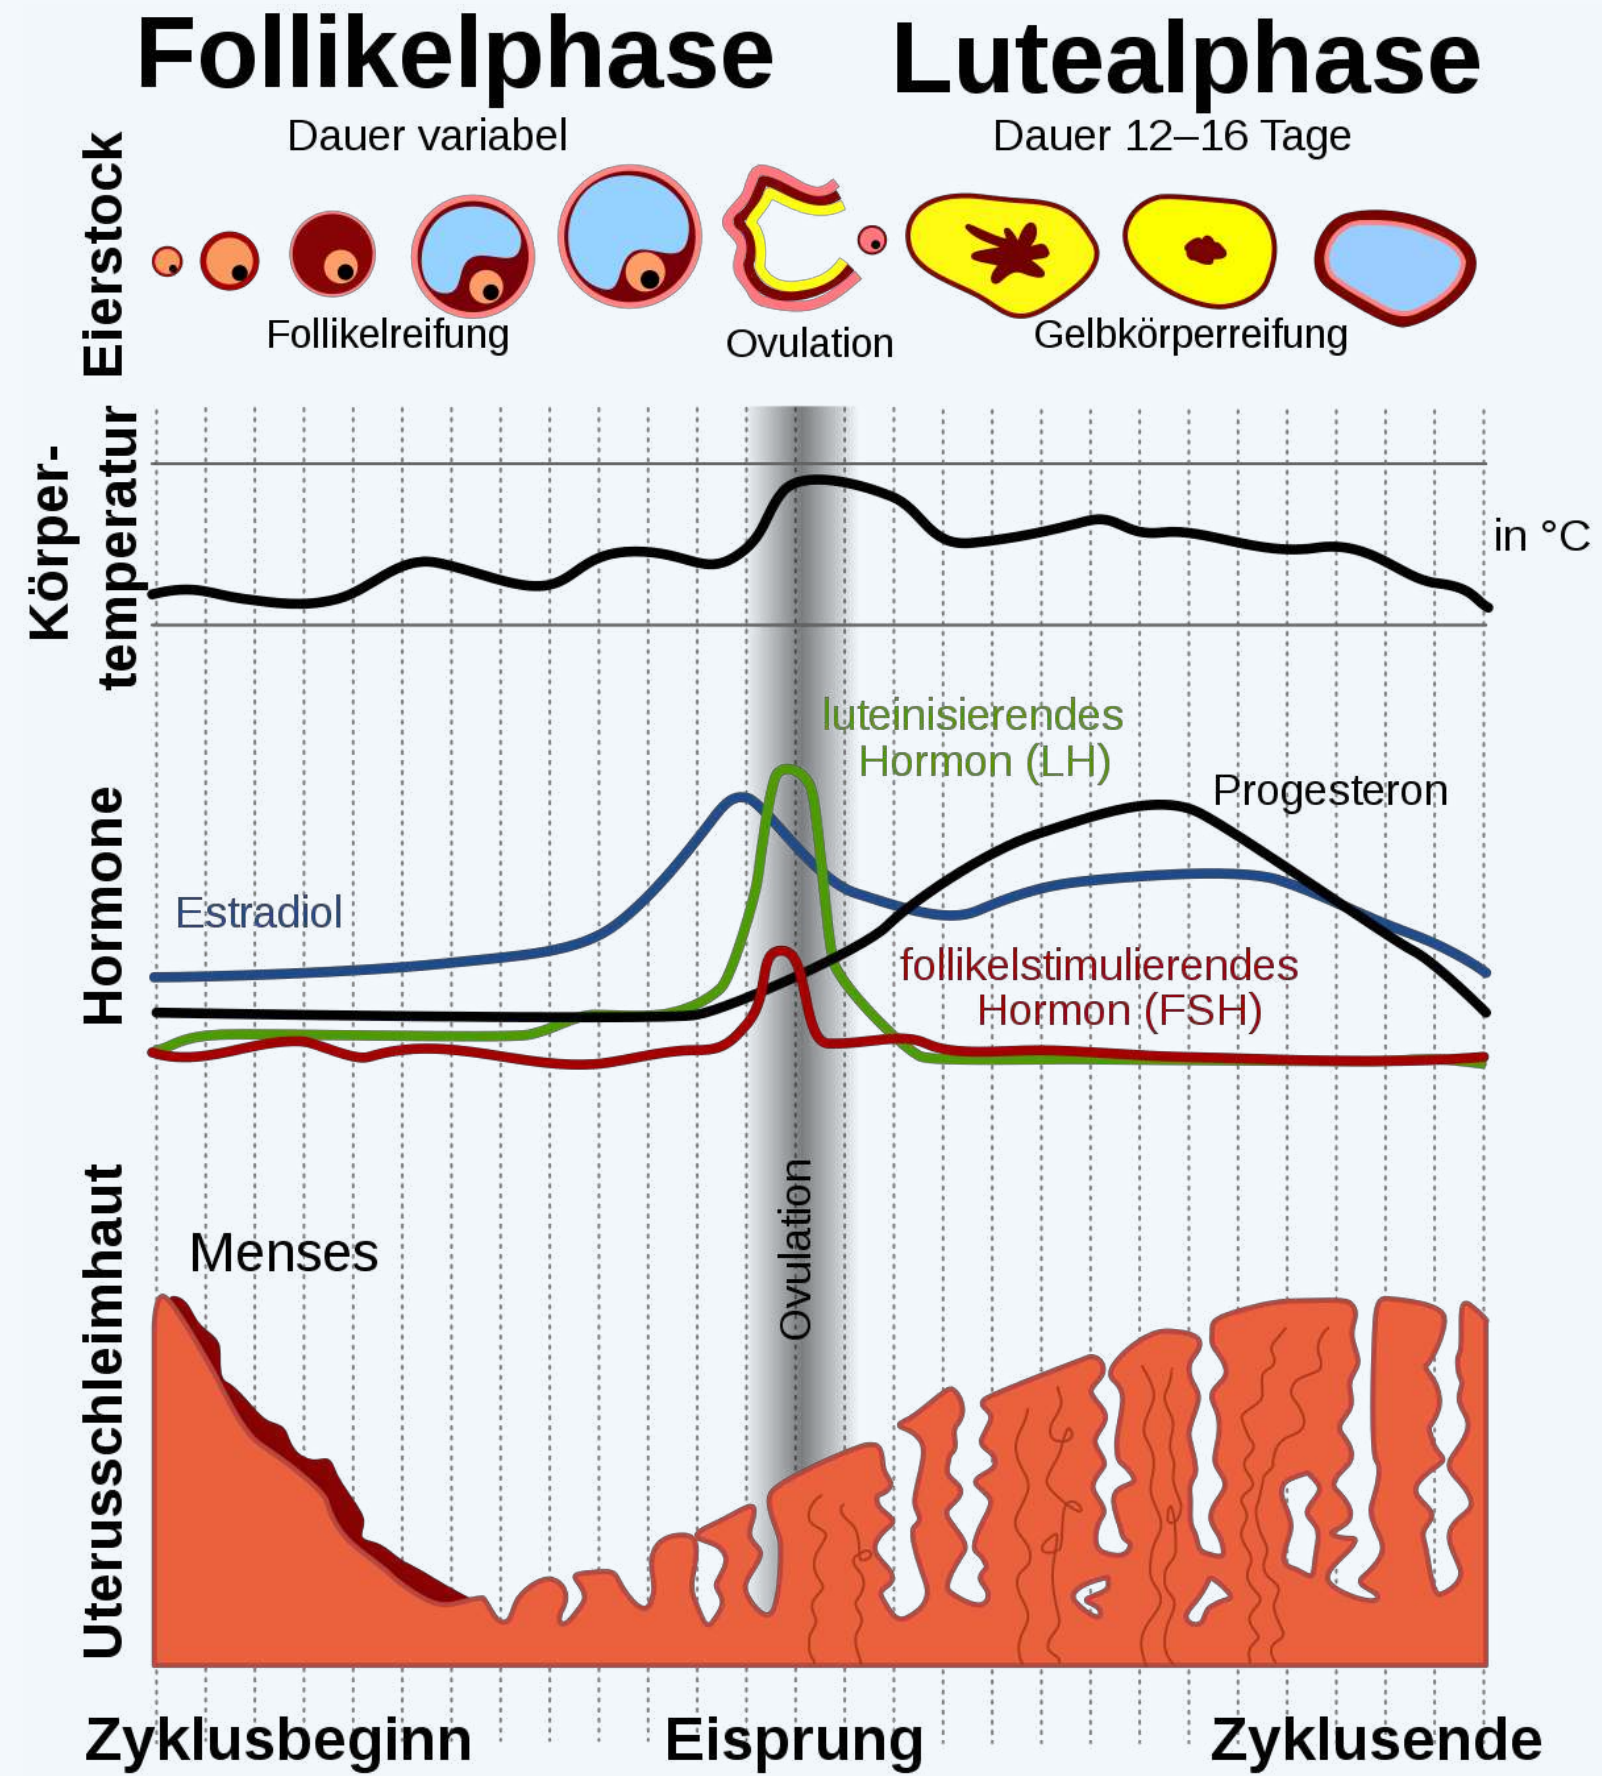 Follikelphase
Lutealphase
Dauer variabel
Dauer 12–16 Tage
Eierstock
Follikelreifung
Ovulation
Gelbkörperreifung
Körper-
temperatur
in °C
Hormone
luteinisierendes
Hormon (LH)
Progesteron
Estradiol
follikelstimulierendes
Hormon (FSH)
Uterusschleimhaut
Menses
Ovulation
Zyklusbeginn
Eisprung
Zyklusende